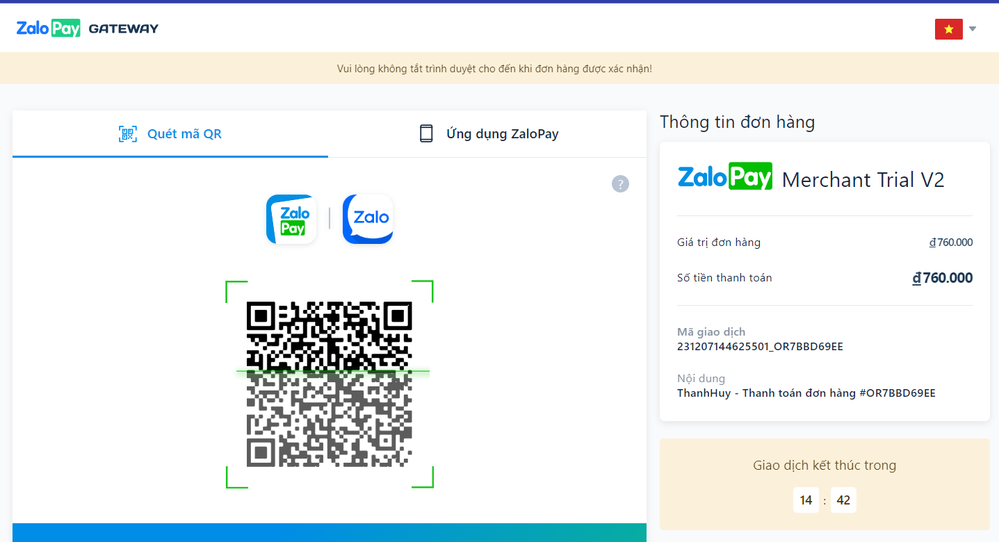 ZaloPay GATEWAY
Vui lòng không tắt trình duyệt cho đến khi đơn hàng được xác nhận!
Quét mã QR
Ứng dụng ZaloPay
?
Zalo
Pay
Zalo
Thông tin đơn hàng
ZaloPay Merchant Trial V2
Giá trị đơn hàng ₫760.000
Số tiền thanh toán ₫760.000
Mã giao dịch
231207144625501_OR7BBD69EE
Nội dung
ThanhHuy - Thanh toán đơn hàng #OR7BBD69EE
Giao dịch kết thúc trong
14 : 42